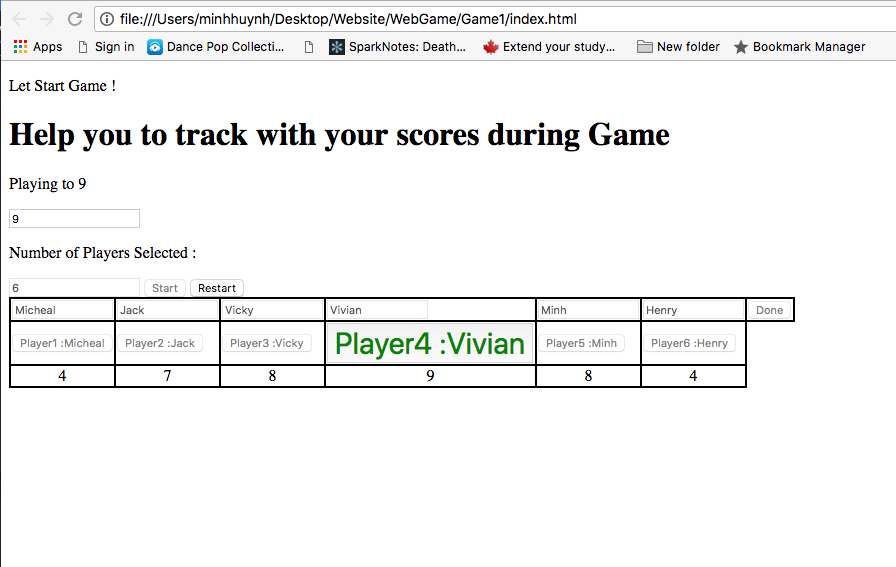 file:///Users/minhhuynh/Desktop/Website/WebGame/Game1/index.html
Apps Sign in Dance Pop Collecti... SparkNotes: Death... Extend your study... New folder Bookmark Manager
Let Start Game !
Help you to track with your scores during Game
Playing to 9
9
Number of Players Selected :
6 Start Restart
Micheal Jack Vicky Vivian Minh Henry Done
Player1 :Micheal Player2 :Jack Player3 :Vicky Player4 :Vivian Player5 :Minh Player6 :Henry
4 7 8 9 8 4